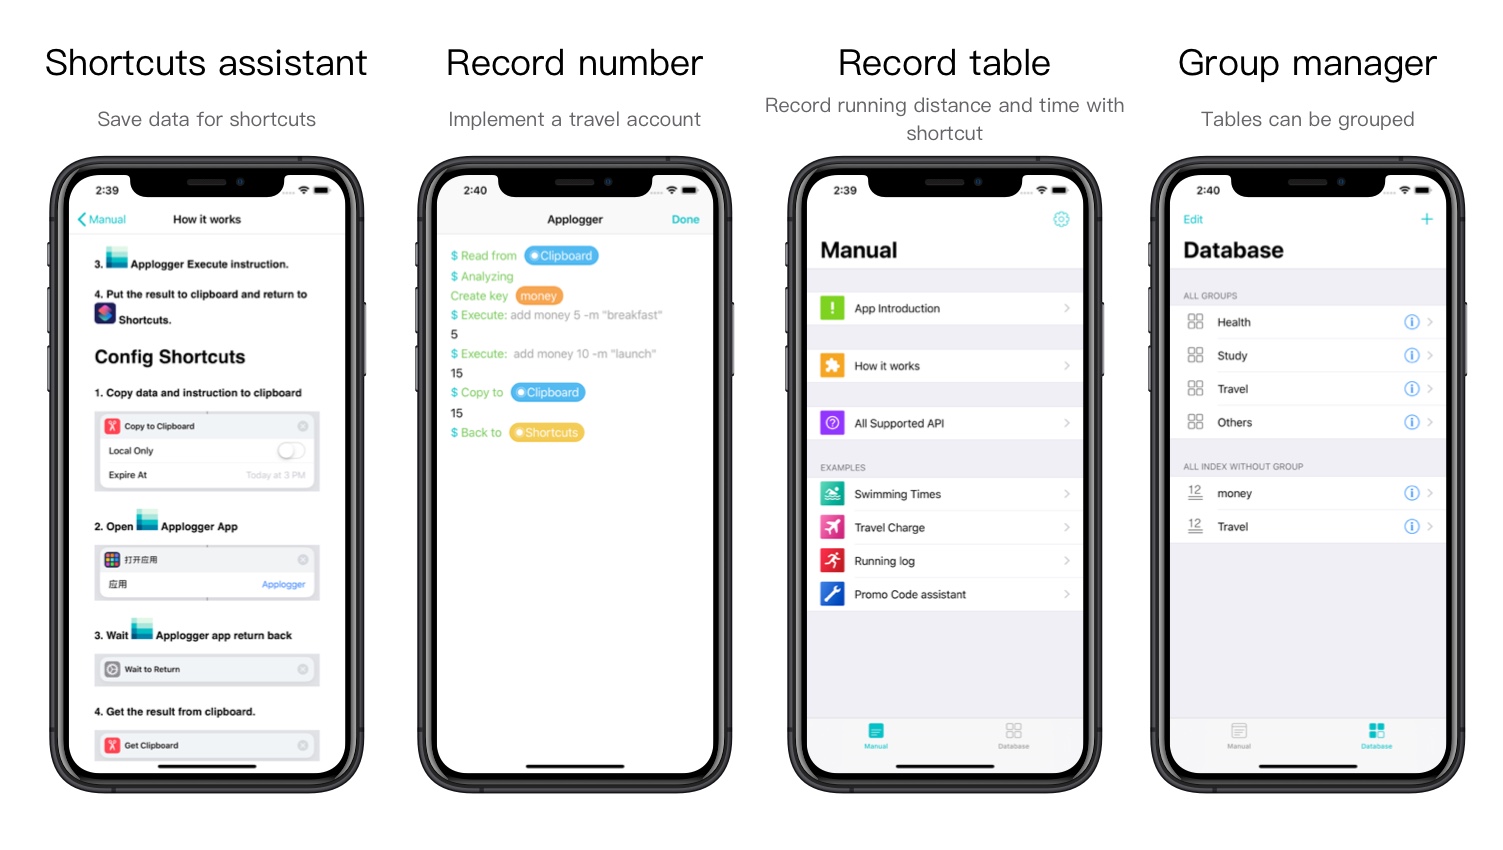 Shortcuts assistant
Save data for shortcuts
2:39
Manual
How it works
3. Applogger Execute instruction.
4. Put the result to clipboard and return to
Shortcuts.
Config Shortcuts
1. Copy data and instruction to clipboard
Copy to Clipboard
Local Only
Expire At Today at 3 PM
2. Open Applogger App
打开应用
应用 Applogger
3. Wait Applogger app return back
Wait to Return
4. Get the result from clipboard.
Get Clipboard
Record number
Implement a travel account
2:40
Applogger Done
$ Read from Clipboard
$ Analyzing
Create key money
$ Execute: add money 5 -m "breakfast"
5
$ Execute: add money 10 -m "launch"
15
$ Copy to Clipboard
15
$ Back to Shortcuts
Record table
Record running distance and time with
shortcut
2:39
Manual
App Introduction
How it works
All Supported API
EXAMPLES
Swimming Times
Travel Charge
Running log
Promo Code assistant
Manual Database
Group manager
Tables can be grouped
2:40
Edit +
Database
ALL GROUPS
Health
Study
Travel
Others
ALL INDEX WITHOUT GROUP
12 money
12 Travel
Manual Database